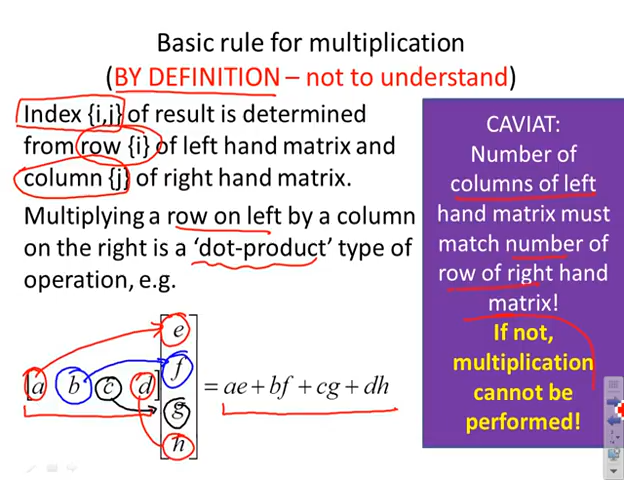 Basic rule for multiplication
(BY DEFINITION – not to understand)
Index {i,j} of result is determined
from row {i} of left hand matrix and
column {j} of right hand matrix.
Multiplying a row on left by a column
on the right is a ‘dot-product’ type of
operation, e.g.
[a b c d] [e f g h] = ae + bf + cg + dh
CAVIAT:
Number of
columns of left
hand matrix must
match number of
row of right hand
matrix!
If not,
multiplication
cannot be
performed!